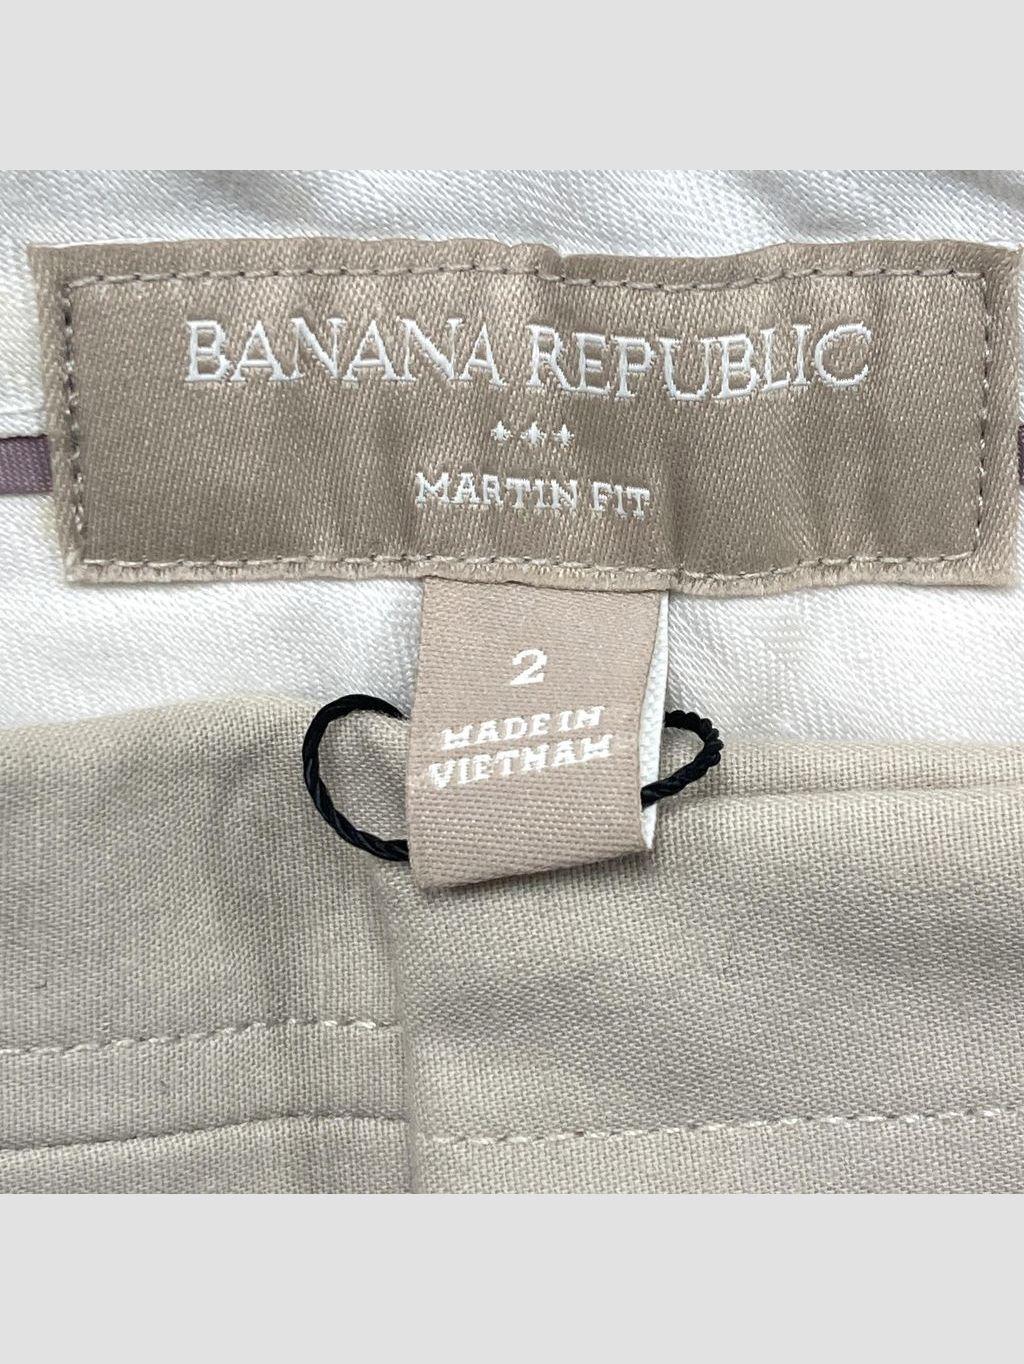 BANANA REPUBLIC
MARTIN FIT
2
MADE IN
VIETNAM